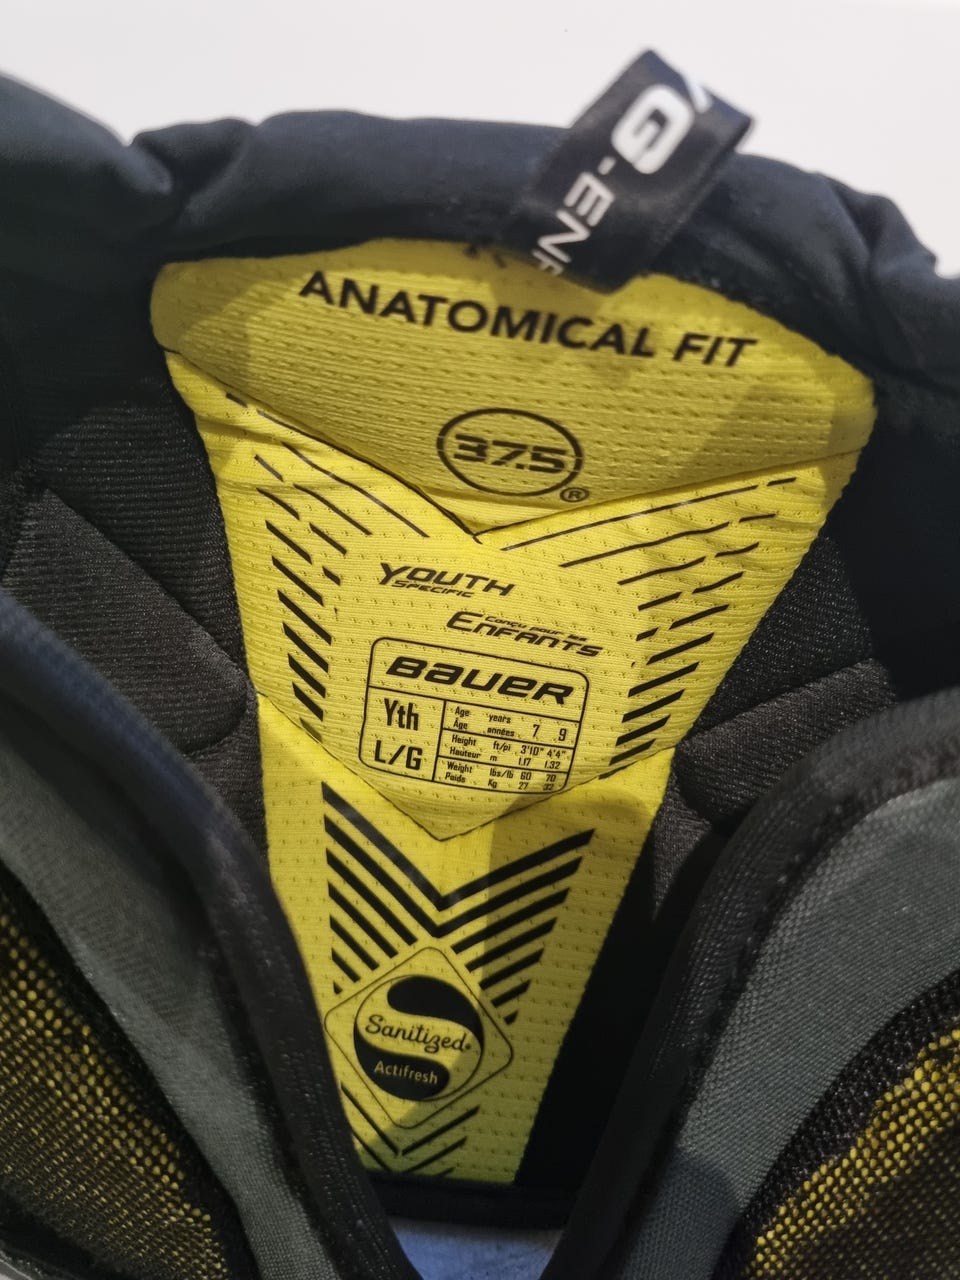 G-EN
ANATOMICAL FIT
37.5®
YOUTH
SPECIFIC
Conçu pour les
ENFANTS
BAUER
Yth
L/G
Age years 7 9
Âge années
Height ft/pi 3'10" 4'4"
Hauteur m 1.17 1.32
Weight lbs/lb 60 70
Poids Kg 27 32
Sanitized®
Actifresh